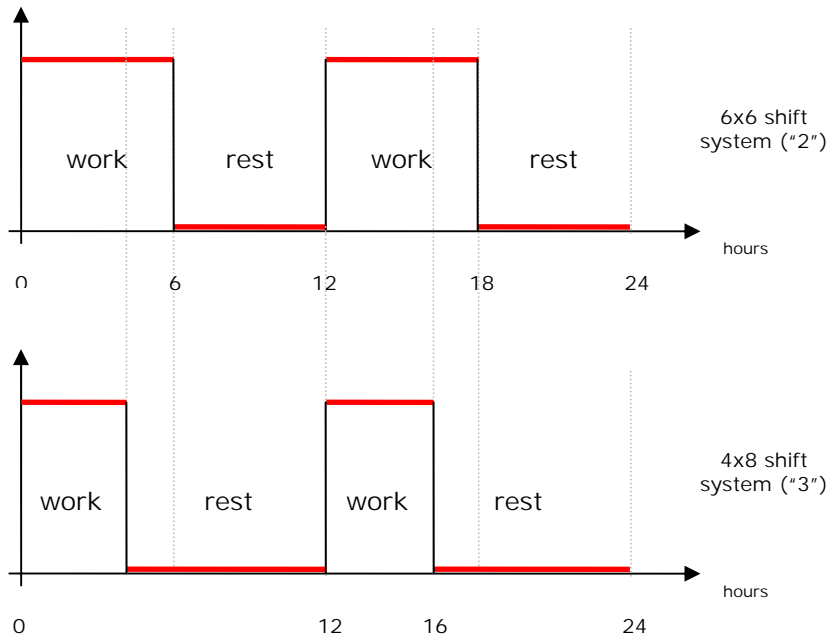 work
rest
work
rest
6x6 shift
system (“2”)
hours
0
6
12
18
24
work
rest
work
rest
4x8 shift
system (“3”)
hours
0
12
16
24